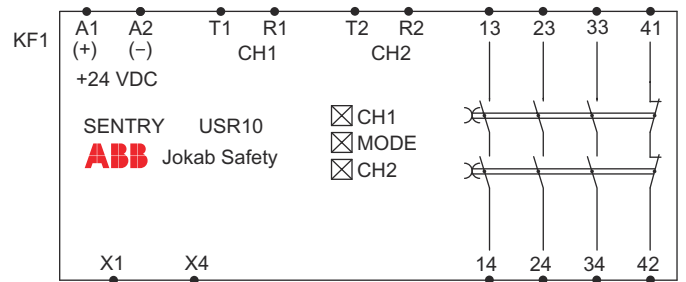 KF1
A1 A2 T1 R1 T2 R2 13 23 33 41
(+) (−) CH1 CH2
+24 VDC
SENTRY USR10
ABB Jokab Safety
CH1
MODE
CH2
X1 X4 14 24 34 42